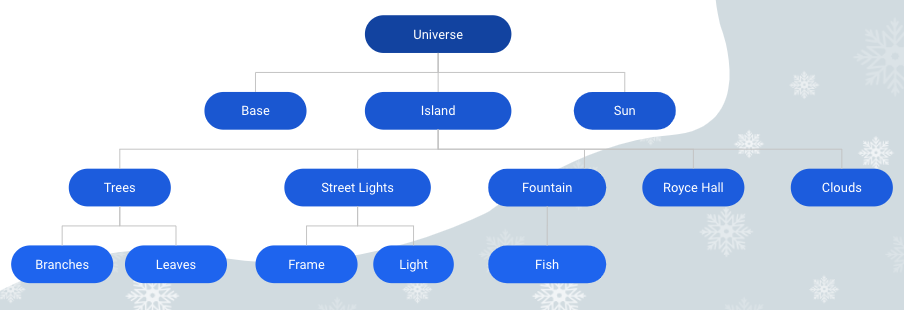 Universe
Base
Island
Sun
Trees
Street Lights
Fountain
Royce Hall
Clouds
Branches
Leaves
Frame
Light
Fish